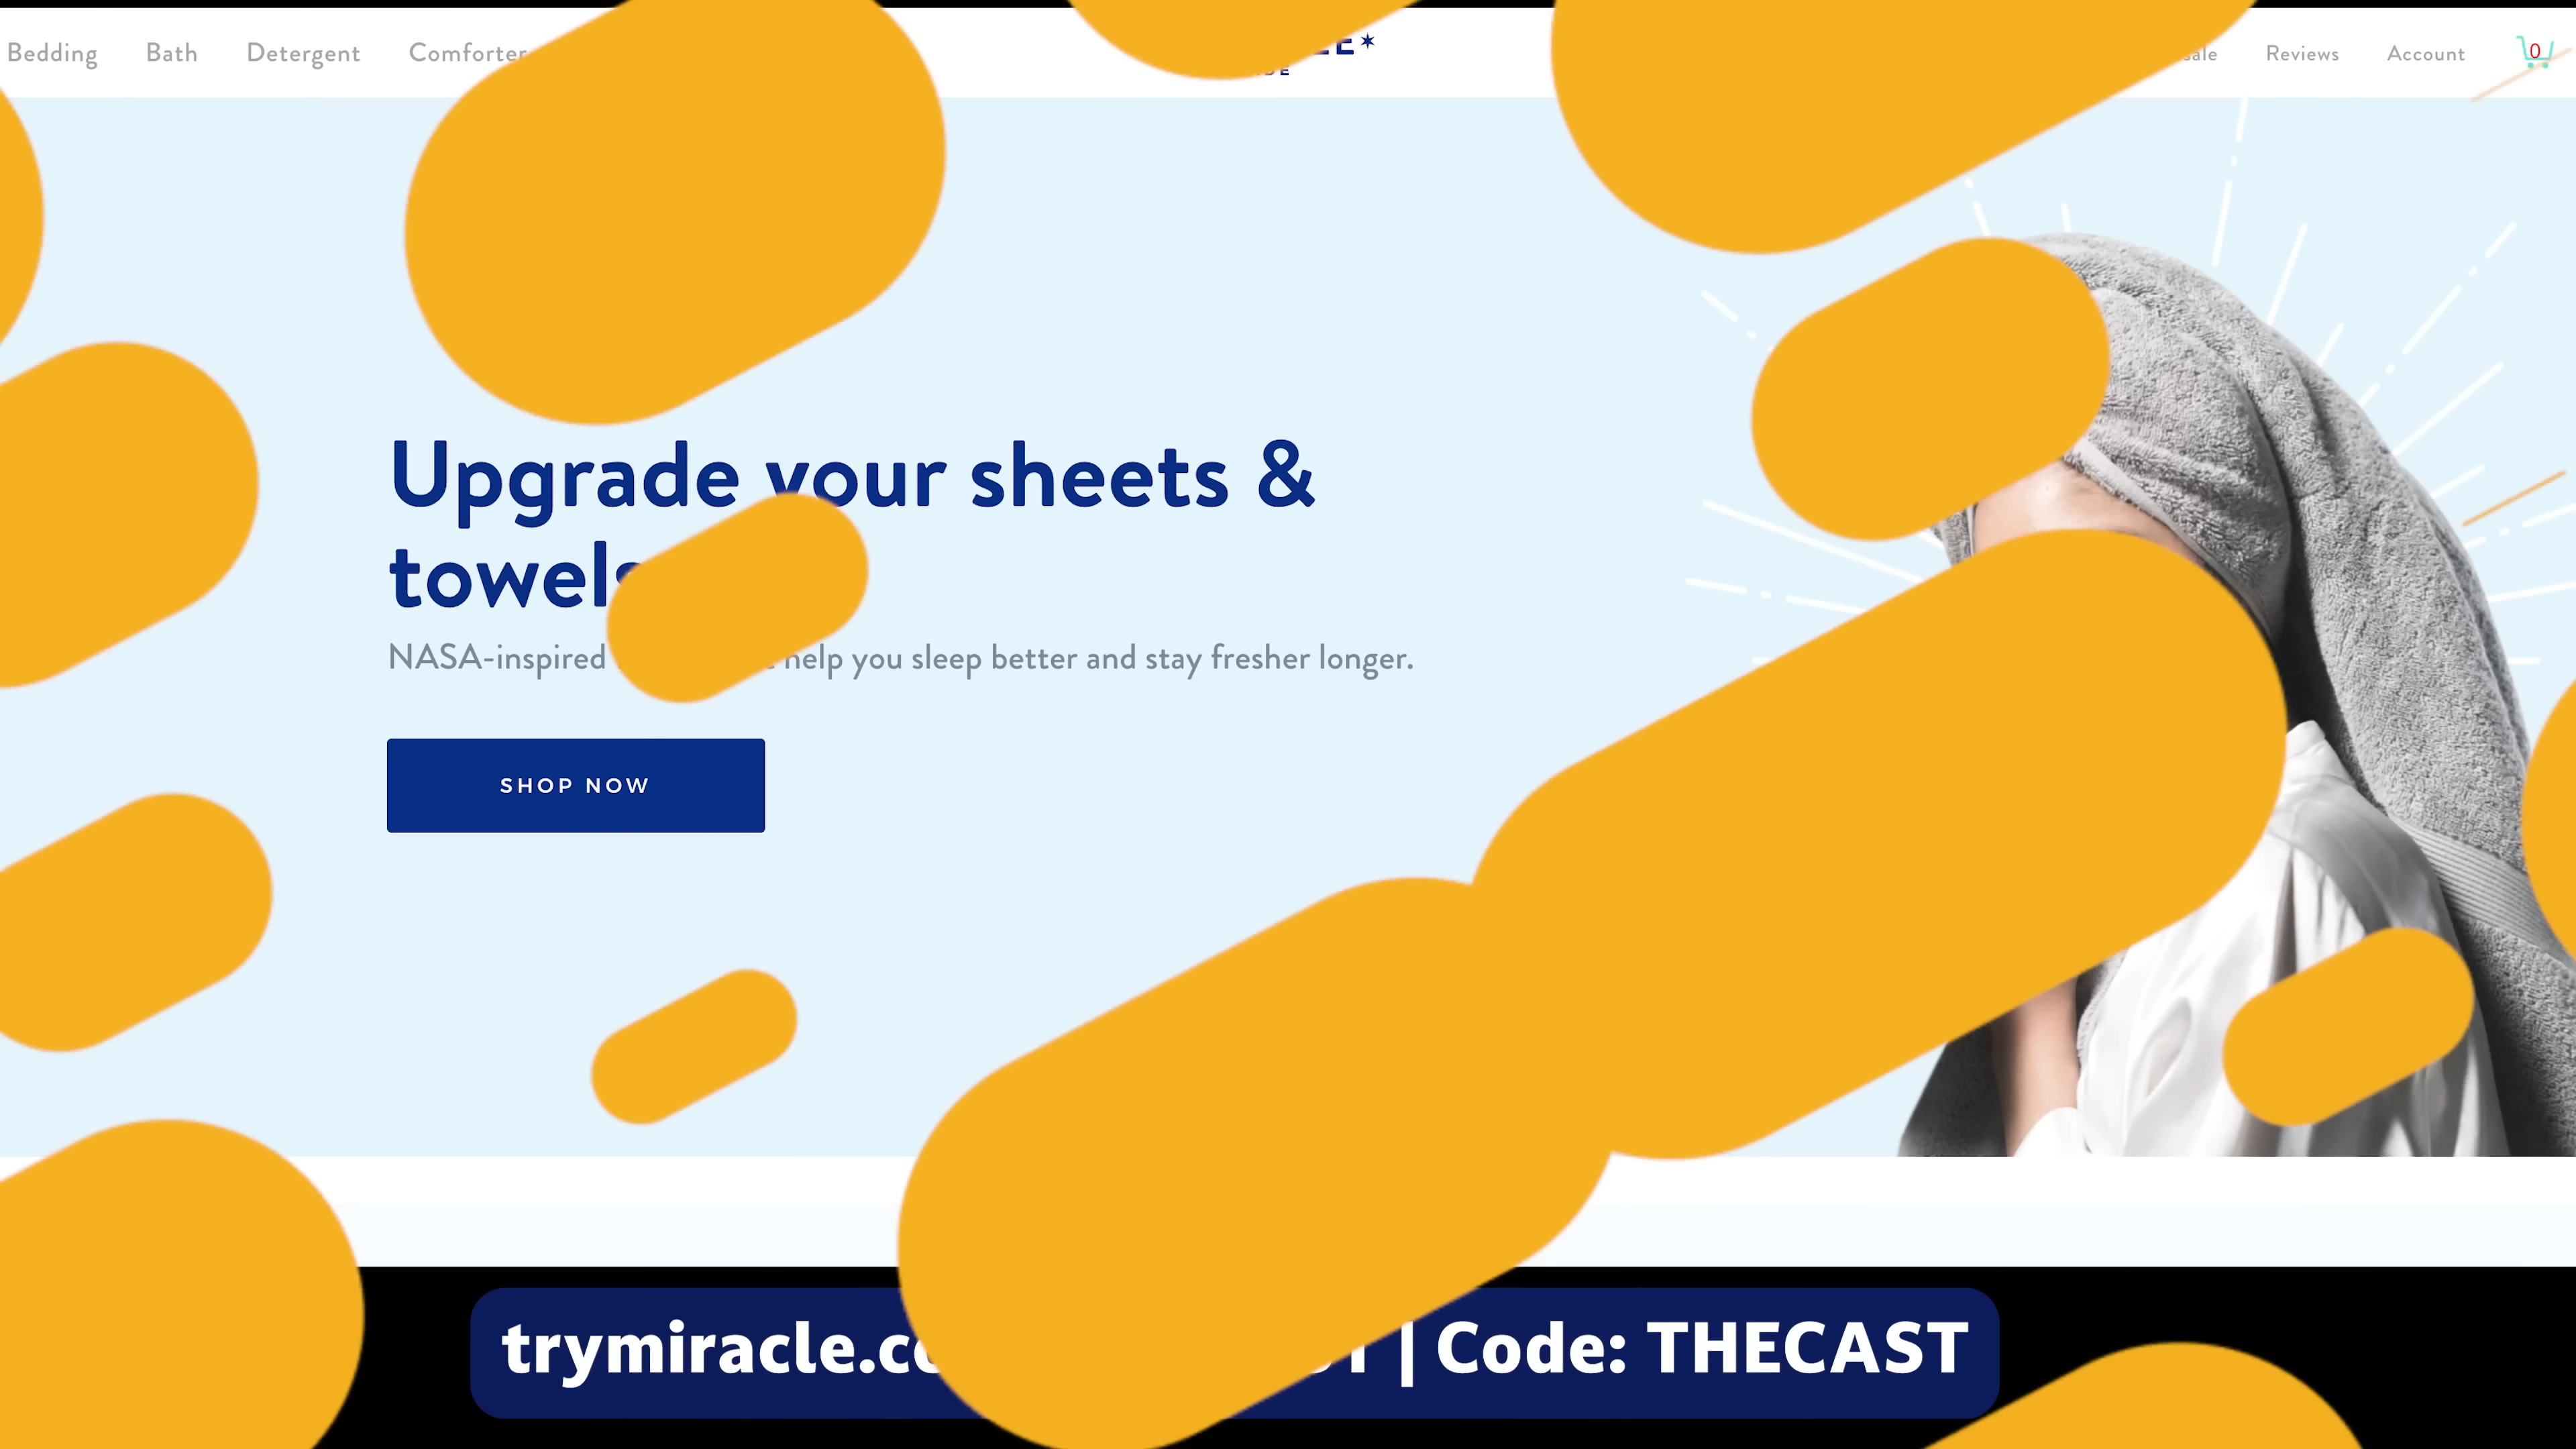 Bedding Bath Detergent Comforter
Reviews Account 0
Upgrade your sheets &
towels
NASA-inspired help you sleep better and stay fresher longer.
SHOP NOW
| Code: THECAST